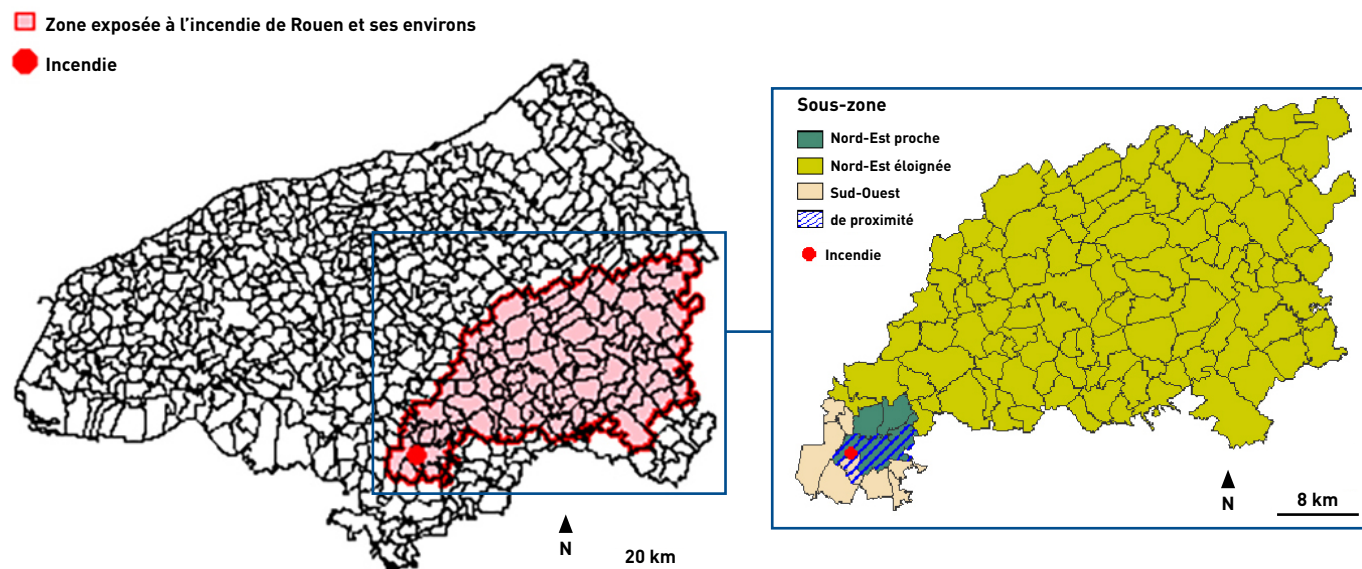 Zone exposée à l'incendie de Rouen et ses environs
Incendie
N
20 km
Sous-zone
Nord-Est proche
Nord-Est éloignée
Sud-Ouest
de proximité
Incendie
N
8 km